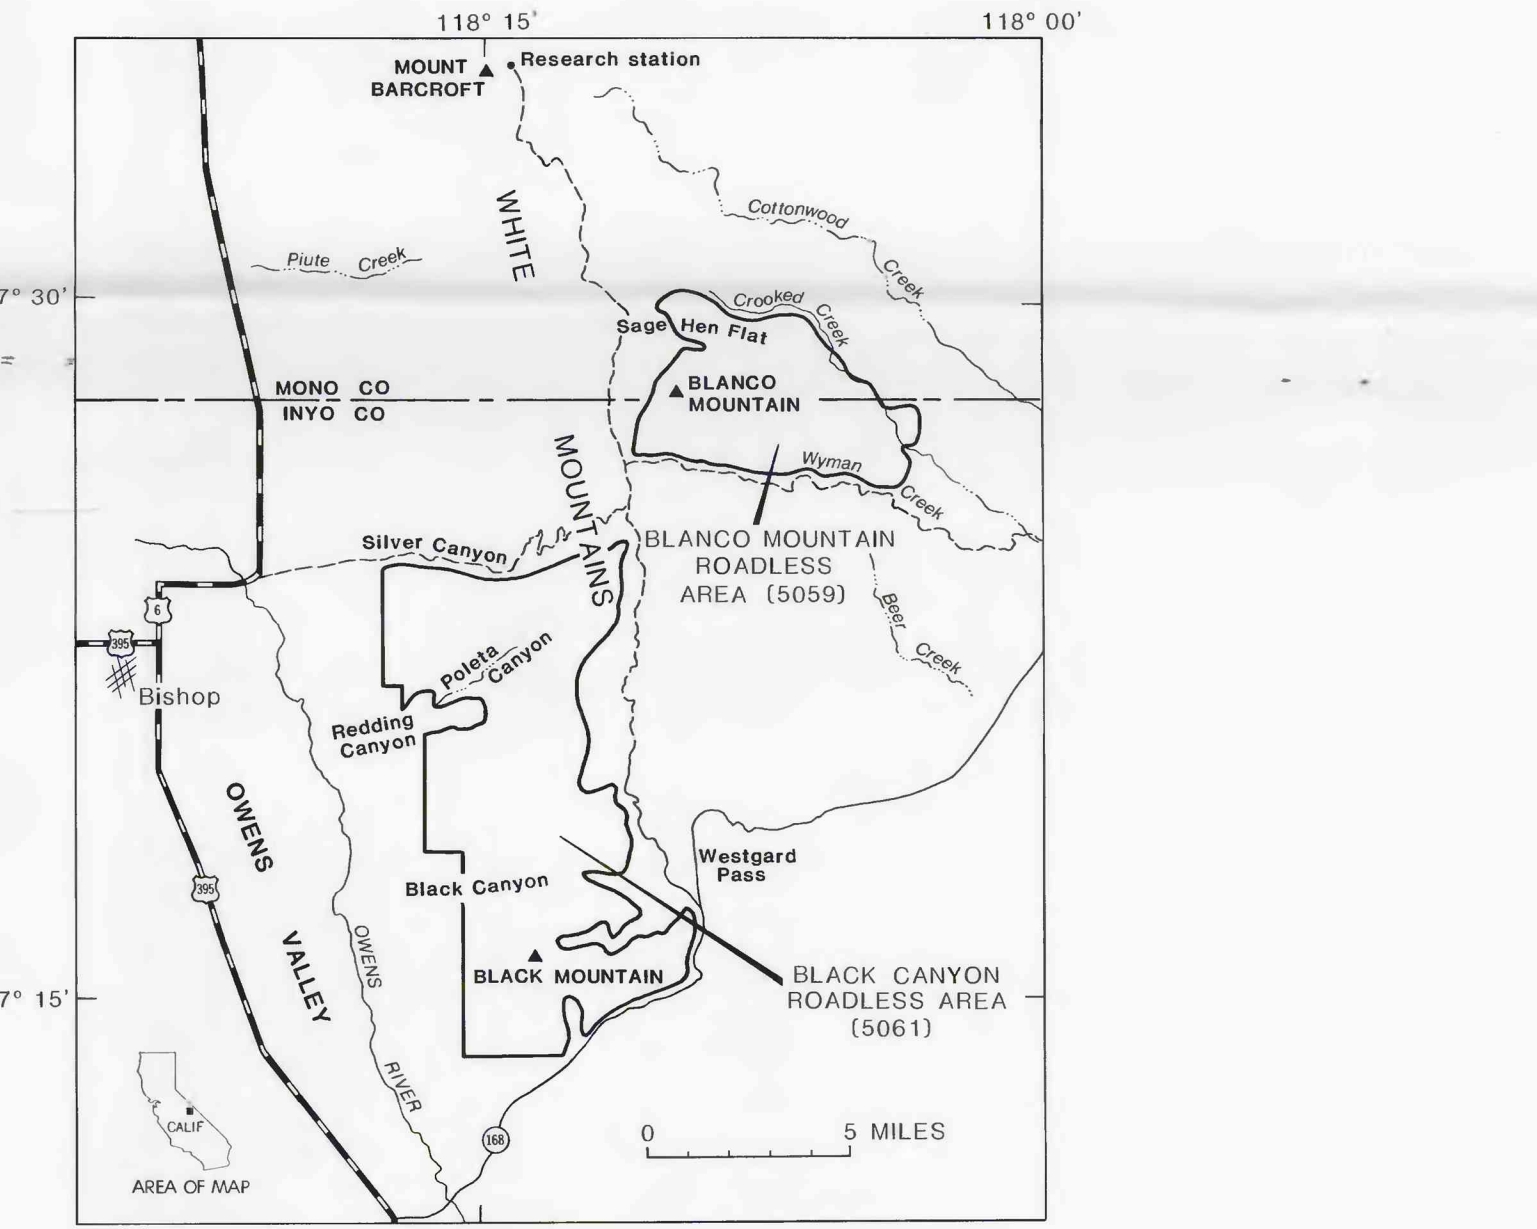 118° 15'
118° 00'
MOUNT
BARCROFT
Research station
WHITE
Cottonwood
Creek
Piute Creek
7° 30'
Crooked
Creek
Sage Hen Flat
MONO CO
INYO CO
BLANCO
MOUNTAIN
MOUNTAINS
Wyman
Creek
Silver Canyon
BLANCO MOUNTAIN
ROADLESS
AREA (5059)
6
395
Bishop
Beer
Creek
Poleta
Canyon
Redding
Canyon
OWENS
VALLEY
395
Westgard
Pass
Black Canyon
OWENS
RIVER
BLACK MOUNTAIN
BLACK CANYON
ROADLESS AREA
(5061)
7° 15'
CALIF
AREA OF MAP
168
0 5 MILES